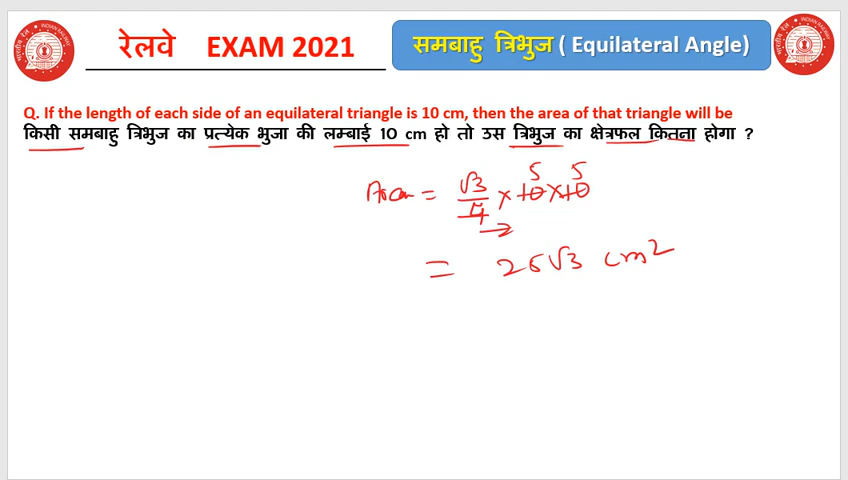 रेलवे EXAM 2021
समबाहु त्रिभुज ( Equilateral Angle)
Q. If the length of each side of an equilateral triangle is 10 cm, then the area of that triangle will be
किसी समबाहु त्रिभुज का प्रत्येक भुजा की लम्बाई 10 cm हो तो उस त्रिभुज का क्षेत्रफल कितना होगा ?
5 5
Area = √3/4 × 10 × 10
= 25√3 cm²